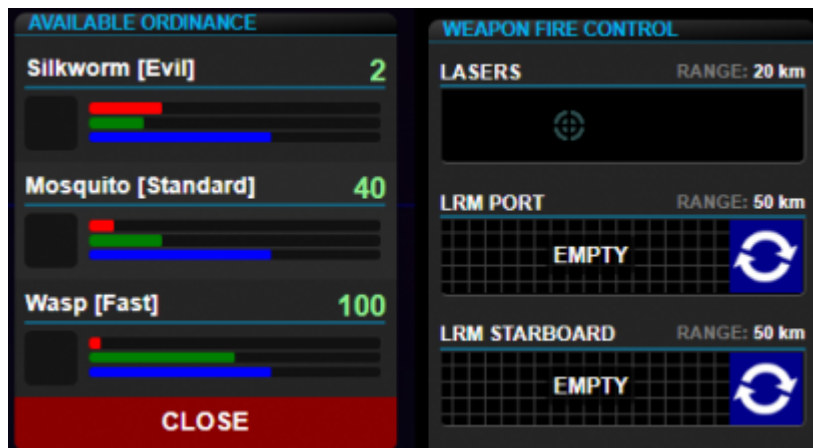 AVAILABLE ORDINANCE
Silkworm [Evil] 2
Mosquito [Standard] 40
Wasp [Fast] 100
CLOSE
WEAPON FIRE CONTROL
LASERS RANGE: 20 km
LRM PORT RANGE: 50 km
EMPTY
LRM STARBOARD RANGE: 50 km
EMPTY